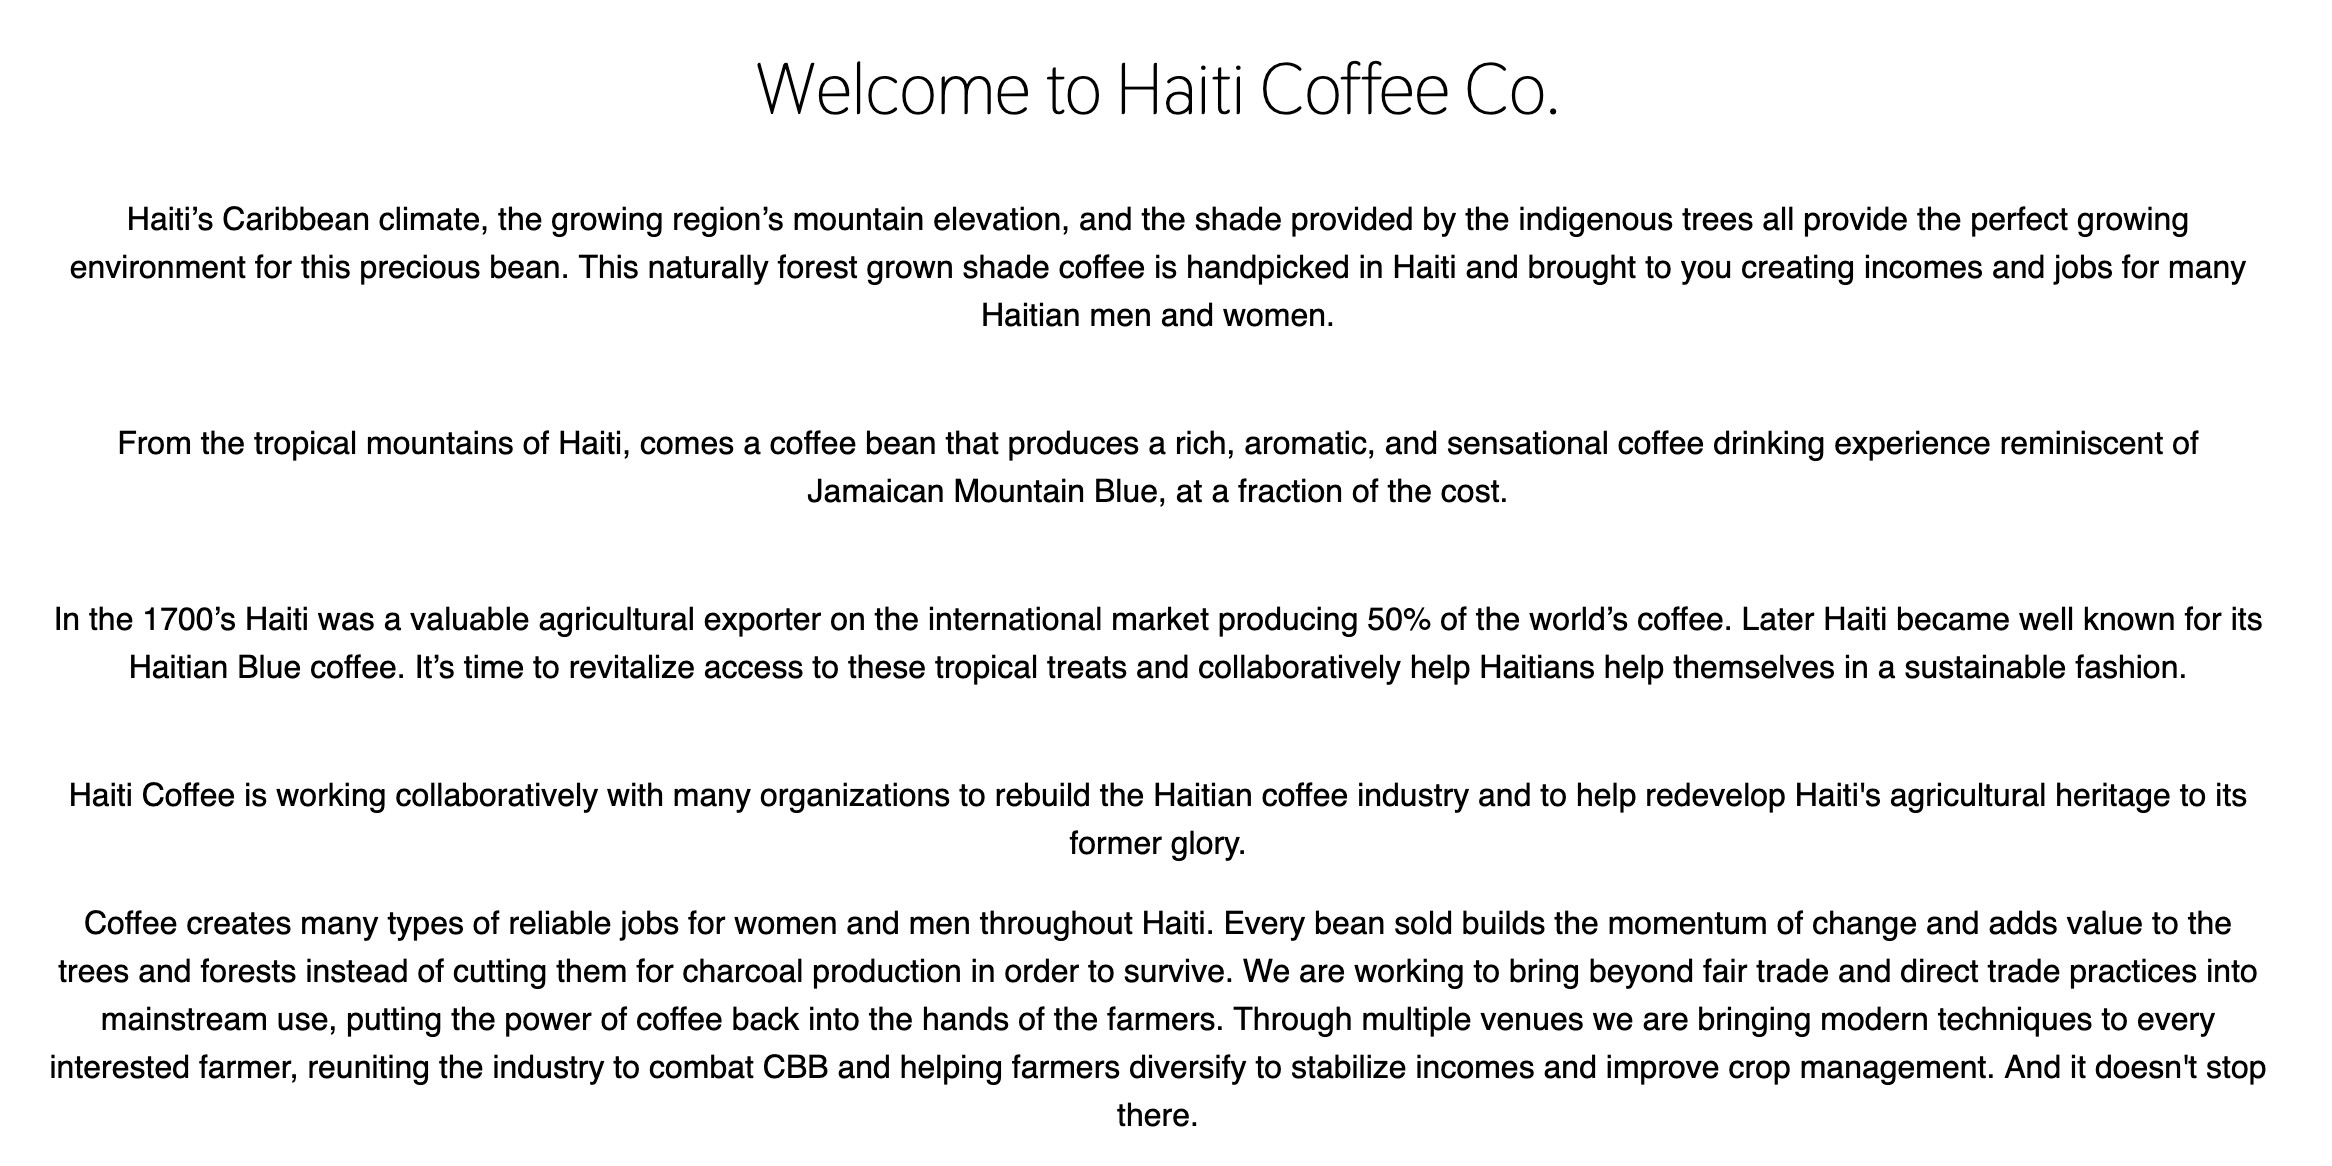 Welcome to Haiti Coffee Co.
Haiti’s Caribbean climate, the growing region’s mountain elevation, and the shade provided by the indigenous trees all provide the perfect growing
environment for this precious bean. This naturally forest grown shade coffee is handpicked in Haiti and brought to you creating incomes and jobs for many
Haitian men and women.
From the tropical mountains of Haiti, comes a coffee bean that produces a rich, aromatic, and sensational coffee drinking experience reminiscent of
Jamaican Mountain Blue, at a fraction of the cost.
In the 1700’s Haiti was a valuable agricultural exporter on the international market producing 50% of the world’s coffee. Later Haiti became well known for its
Haitian Blue coffee. It’s time to revitalize access to these tropical treats and collaboratively help Haitians help themselves in a sustainable fashion.
Haiti Coffee is working collaboratively with many organizations to rebuild the Haitian coffee industry and to help redevelop Haiti's agricultural heritage to its
former glory.
Coffee creates many types of reliable jobs for women and men throughout Haiti. Every bean sold builds the momentum of change and adds value to the
trees and forests instead of cutting them for charcoal production in order to survive. We are working to bring beyond fair trade and direct trade practices into
mainstream use, putting the power of coffee back into the hands of the farmers. Through multiple venues we are bringing modern techniques to every
interested farmer, reuniting the industry to combat CBB and helping farmers diversify to stabilize incomes and improve crop management. And it doesn't stop
there.